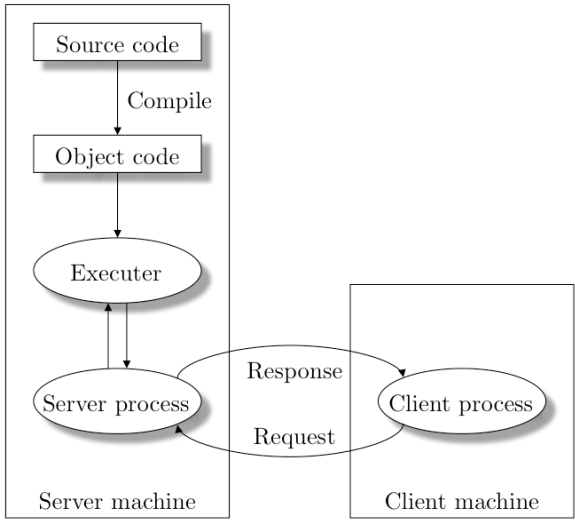 Source code
Compile
Object code
Executer
Response
Server process
Client process
Request
Server machine
Client machine